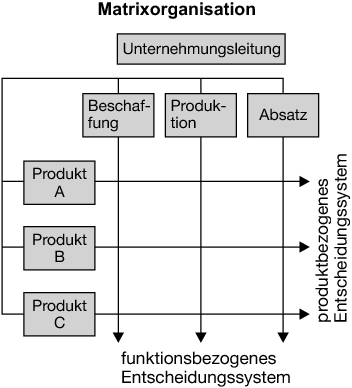 Matrixorganisation
Unternehmungsleitung
Beschaf-
fung
Produk-
tion
Absatz
Produkt
A
Produkt
B
Produkt
C
produktbezogenes
Entscheidungssystem
funktionsbezogenes
Entscheidungssystem